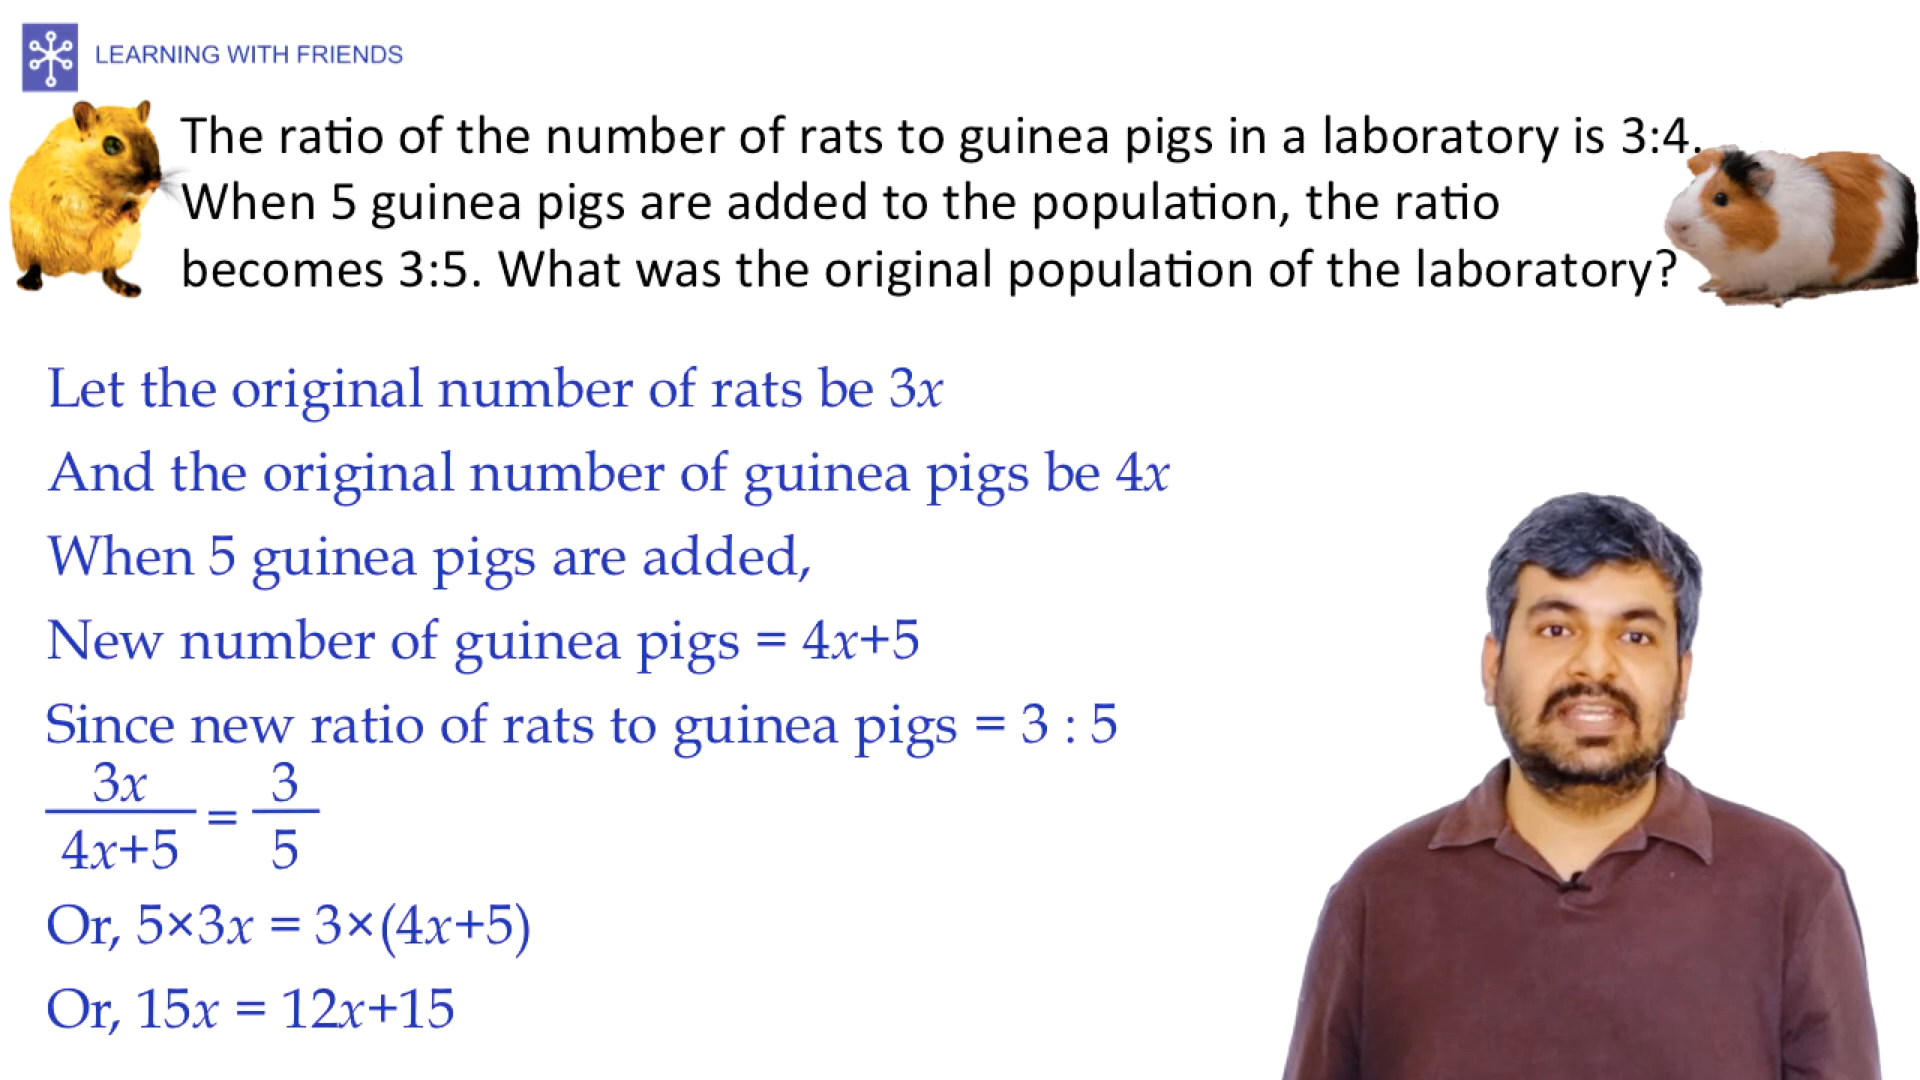 LEARNING WITH FRIENDS
The ratio of the number of rats to guinea pigs in a laboratory is 3:4.
When 5 guinea pigs are added to the population, the ratio
becomes 3:5. What was the original population of the laboratory?
Let the original number of rats be 3x
And the original number of guinea pigs be 4x
When 5 guinea pigs are added,
New number of guinea pigs = 4x+5
Since new ratio of rats to guinea pigs = 3 : 5
3x/4x+5 = 3/5
Or, 5×3x = 3×(4x+5)
Or, 15x = 12x+15